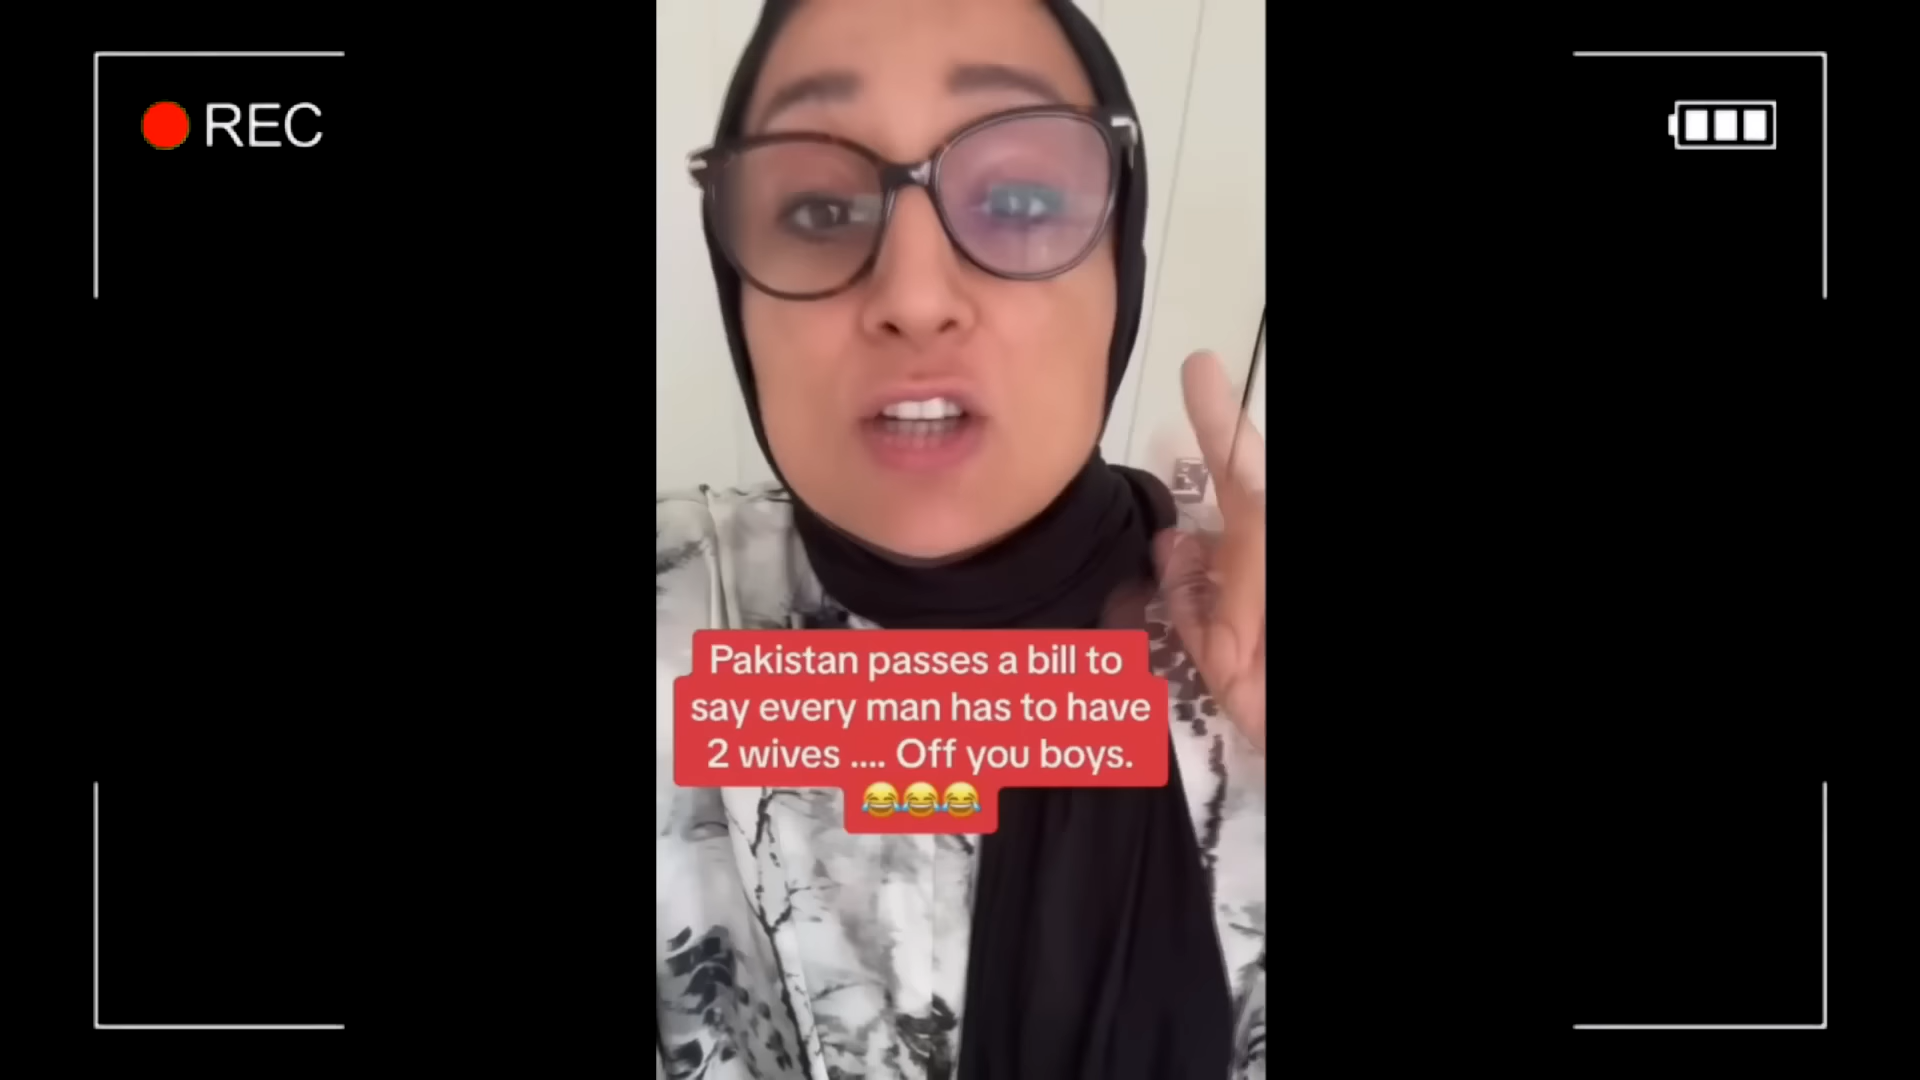 REC
Pakistan passes a bill to
say every man has to have
2 wives .... Off you boys.
😂😂😂